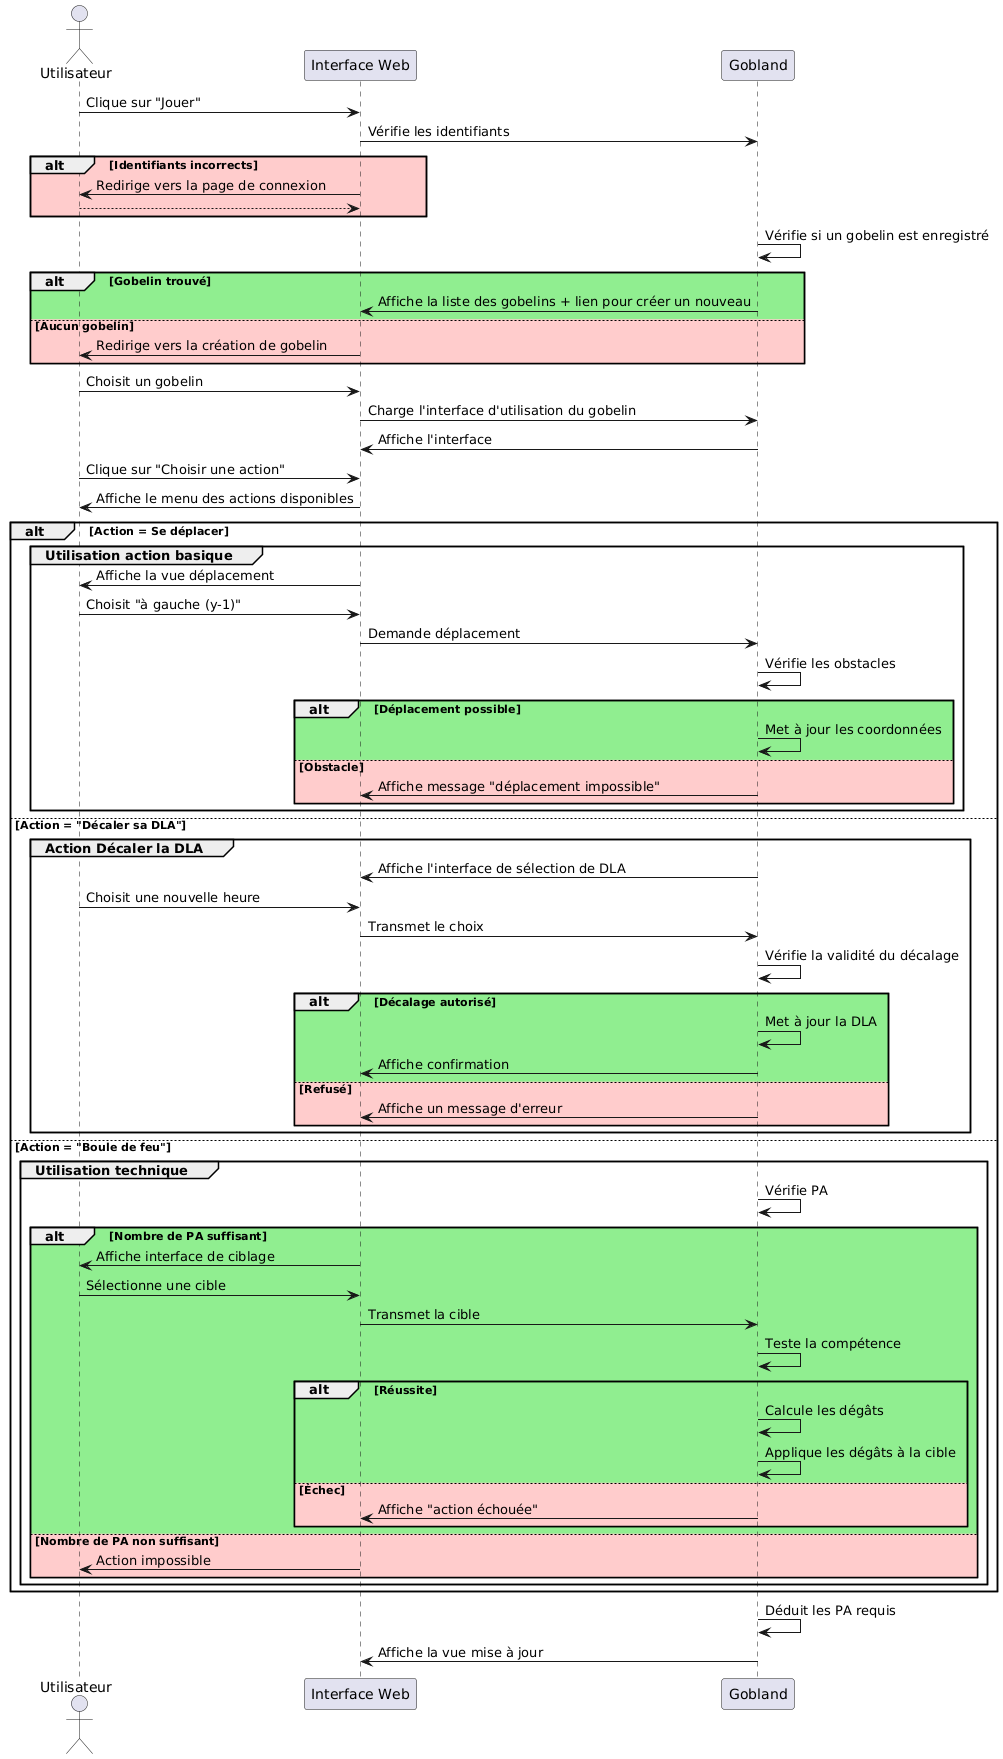 Utilisateur
Interface Web
Gobland
Clique sur "Jouer"
Vérifie les identifiants
alt [Identifiants incorrects]
Redirige vers la page de connexion
Vérifie si un gobelin est enregistré
alt [Gobelin trouvé]
Affiche la liste des gobelins + lien pour créer un nouveau
[Aucun gobelin]
Redirige vers la création de gobelin
Choisit un gobelin
Charge l'interface d'utilisation du gobelin
Affiche l'interface
Clique sur "Choisir une action"
Affiche le menu des actions disponibles
alt [Action = Se déplacer]
Utilisation action basique
Affiche la vue déplacement
Choisit "à gauche (y-1)"
Demande déplacement
Vérifie les obstacles
alt [Déplacement possible]
Met à jour les coordonnées
[Obstacle]
Affiche message "déplacement impossible"
[Action = "Décaler sa DLA"]
Action Décaler la DLA
Affiche l'interface de sélection de DLA
Choisit une nouvelle heure
Transmet le choix
Vérifie la validité du décalage
alt [Décalage autorisé]
Met à jour la DLA
Affiche confirmation
[Refusé]
Affiche un message d'erreur
[Action = "Boule de feu"]
Utilisation technique
Vérifie PA
alt [Nombre de PA suffisant]
Affiche interface de ciblage
Sélectionne une cible
Transmet la cible
Teste la compétence
alt [Réussite]
Calcule les dégâts
Applique les dégâts à la cible
[Échec]
Affiche "action échouée"
[Nombre de PA non suffisant]
Action impossible
Déduit les PA requis
Affiche la vue mise à jour
Utilisateur
Interface Web
Gobland